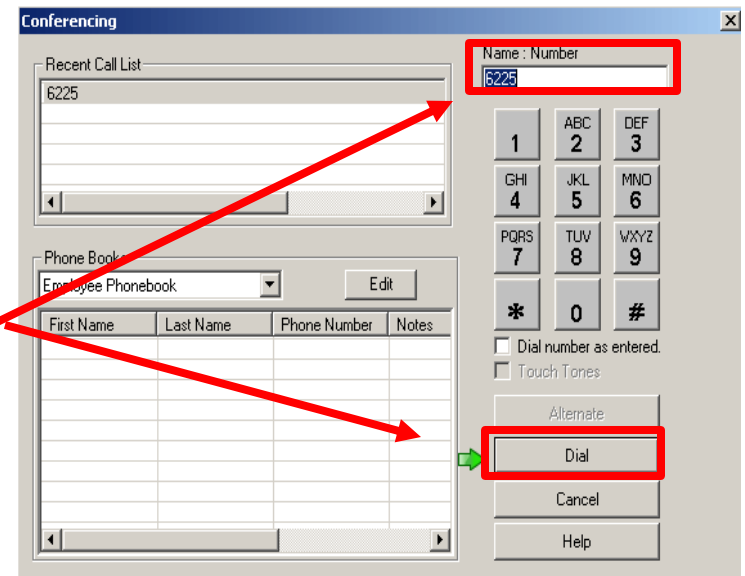 Conferencing
Recent Call List
6225
Name : Number
6225
1
ABC
2
DEF
3
GHI
4
JKL
5
MNO
6
PQRS
7
TUV
8
WXYZ
9
*
0
#
Dial number as entered.
Touch Tones
Phone Book
Employee Phonebook
Edit
First Name Last Name Phone Number Notes
Alternate
Dial
Cancel
Help